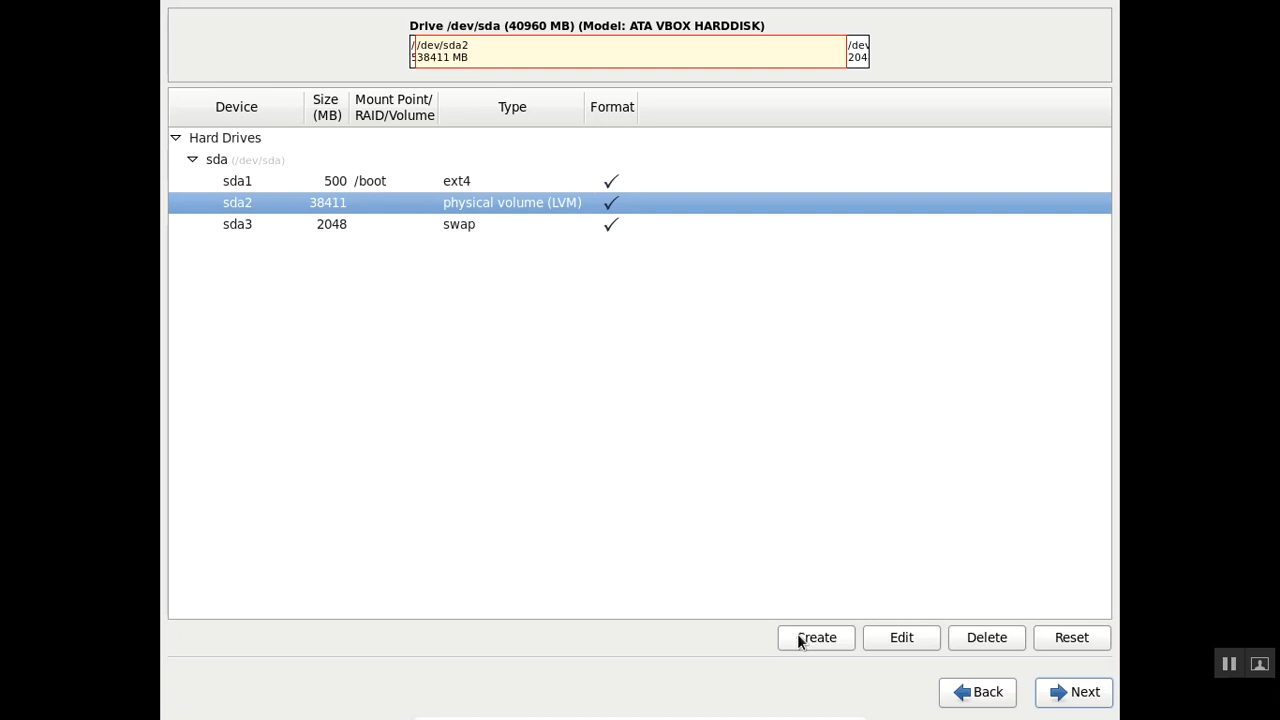 Drive /dev/sda (40960 MB) (Model: ATA VBOX HARDDISK)
/dev/sda2
/dev
38411 MB
204
Device
Size (MB)
Mount Point/ RAID/Volume
Type
Format
Hard Drives
sda (/dev/sda)
sda1 500 /boot ext4
sda2 38411 physical volume (LVM)
sda3 2048 swap
Create
Edit
Delete
Reset
Back
Next